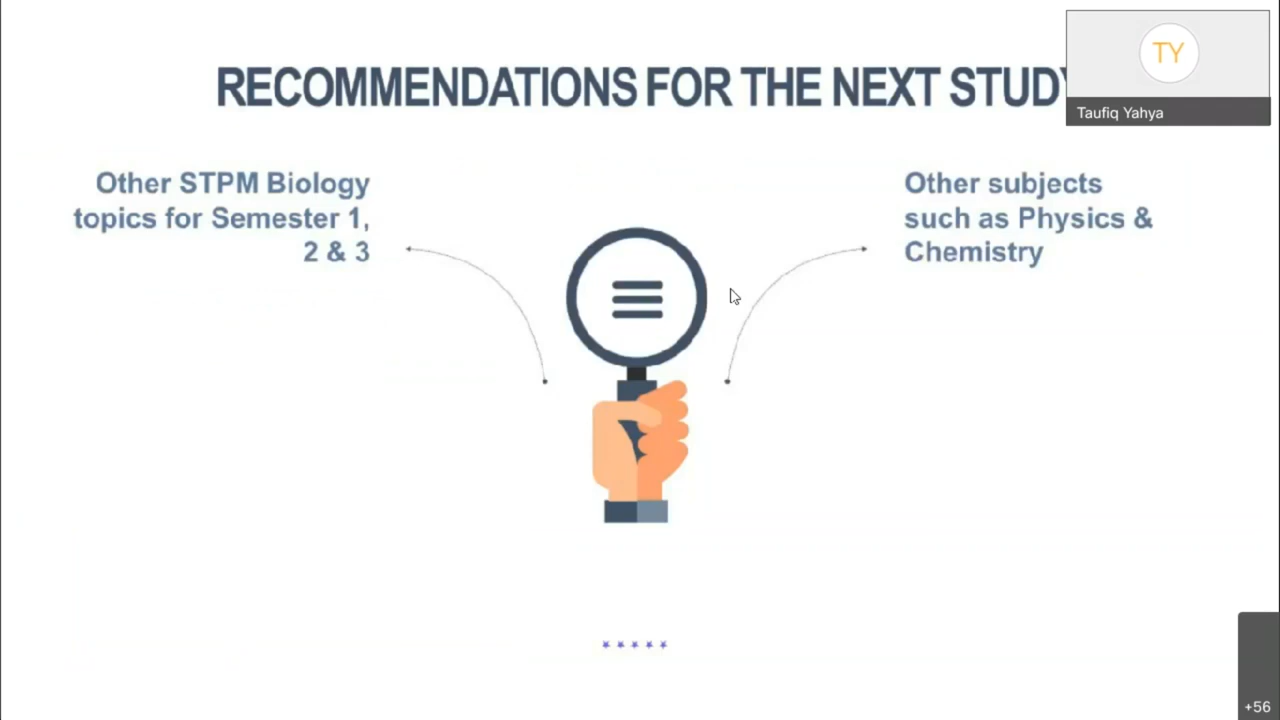 RECOMMENDATIONS FOR THE NEXT STUDY
TY
Taufiq Yahya
Other STPM Biology
topics for Semester 1,
2 & 3
Other subjects
such as Physics &
Chemistry
+56